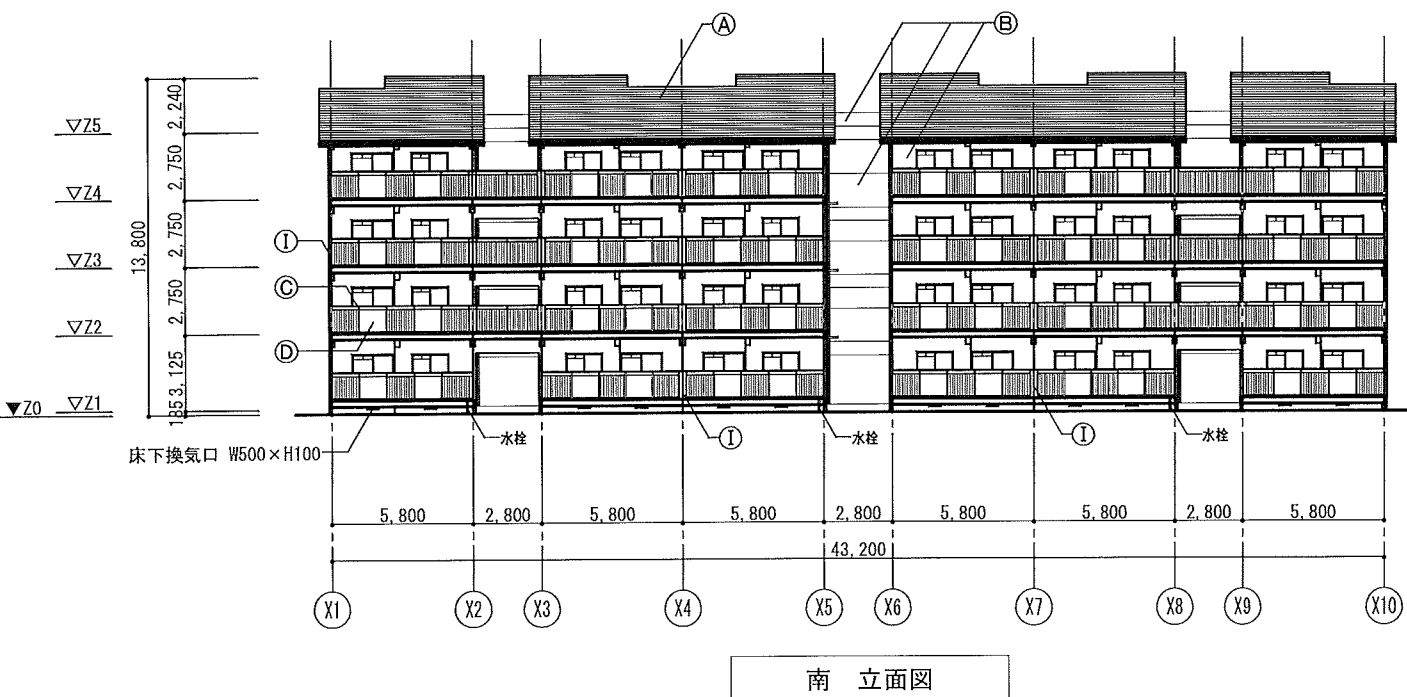 Ⓐ
Ⓑ
2,240
▽Z5
2,750
▽Z4
2,750
13,800
Ⓘ
▽Z3
Ⓒ
2,750
▽Z2
Ⓓ
3,125
185
▼Z0 ▽Z1
水栓 Ⓘ 水栓 Ⓘ 水栓
床下換気口 W500×H100
5,800 2,800 5,800 5,800 2,800 5,800 5,800 2,800 5,800
43,200
X1 X2 X3 X4 X5 X6 X7 X8 X9 X10
南 立面図